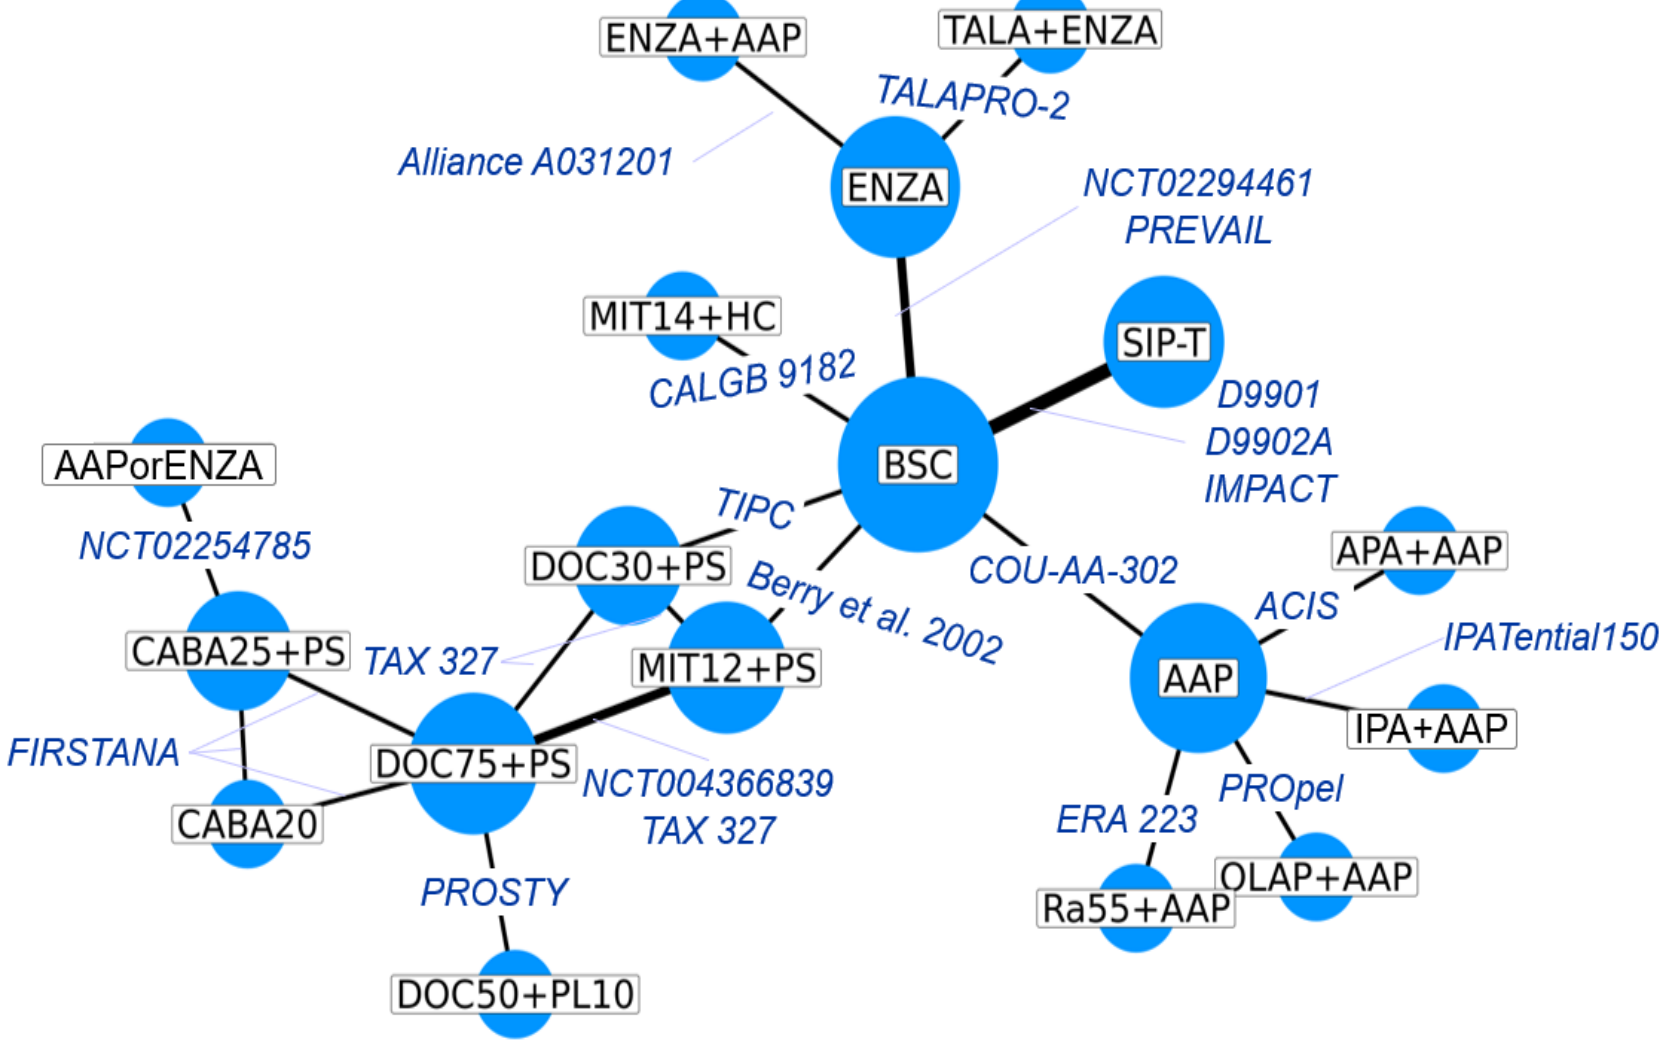 ENZA+AAP
TALA+ENZA
TALAPRO-2
Alliance A031201
ENZA
NCT02294461
PREVAIL
MIT14+HC
SIP-T
CALGB 9182
D9901
D9902A
IMPACT
BSC
AAPorENZA
TIPC
NCT02254785
DOC30+PS
Berry et al. 2002
COU-AA-302
APA+AAP
ACIS
IPATential150
CABA25+PS
TAX 327
MIT12+PS
AAP
IPA+AAP
FIRSTANA
DOC75+PS
NCT004366839
TAX 327
PROpel
CABA20
ERA 223
PROSTY
OLAP+AAP
Ra55+AAP
DOC50+PL10